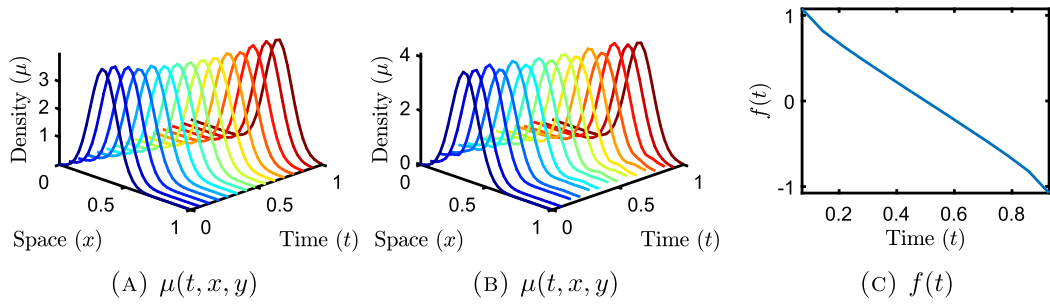 Density (μ)
3
2
1
0
0.5
1
0
0.5
1
Space (x)
Time (t)
(A) μ(t, x, y)
Density (μ)
4
2
0
0
0.5
1
0
0.5
1
Space (x)
Time (t)
(B) μ(t, x, y)
f(t)
1
0
-1
0.2
0.4
0.6
0.8
Time (t)
(C) f(t)